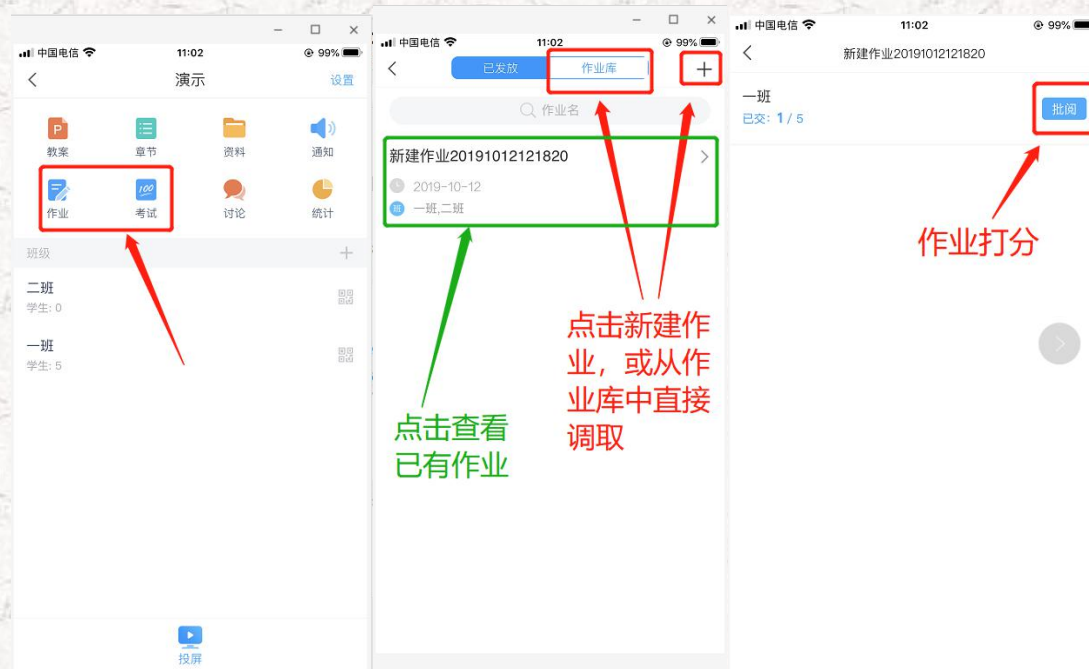 中国电信
11:02
99%
演示
设置
教案
章节
资料
通知
作业
考试
讨论
统计
班级
二班
学生: 0
一班
学生: 5
投屏
中国电信
11:02
99%
已发放
作业库
作业名
新建作业20191012121820
2019-10-12
班
一班,二班
点击查看
已有作业
点击新建作
业，或从作
业库中直接
调取
中国电信
11:02
99%
新建作业20191012121820
一班
已交: 1 / 5
批阅
作业打分